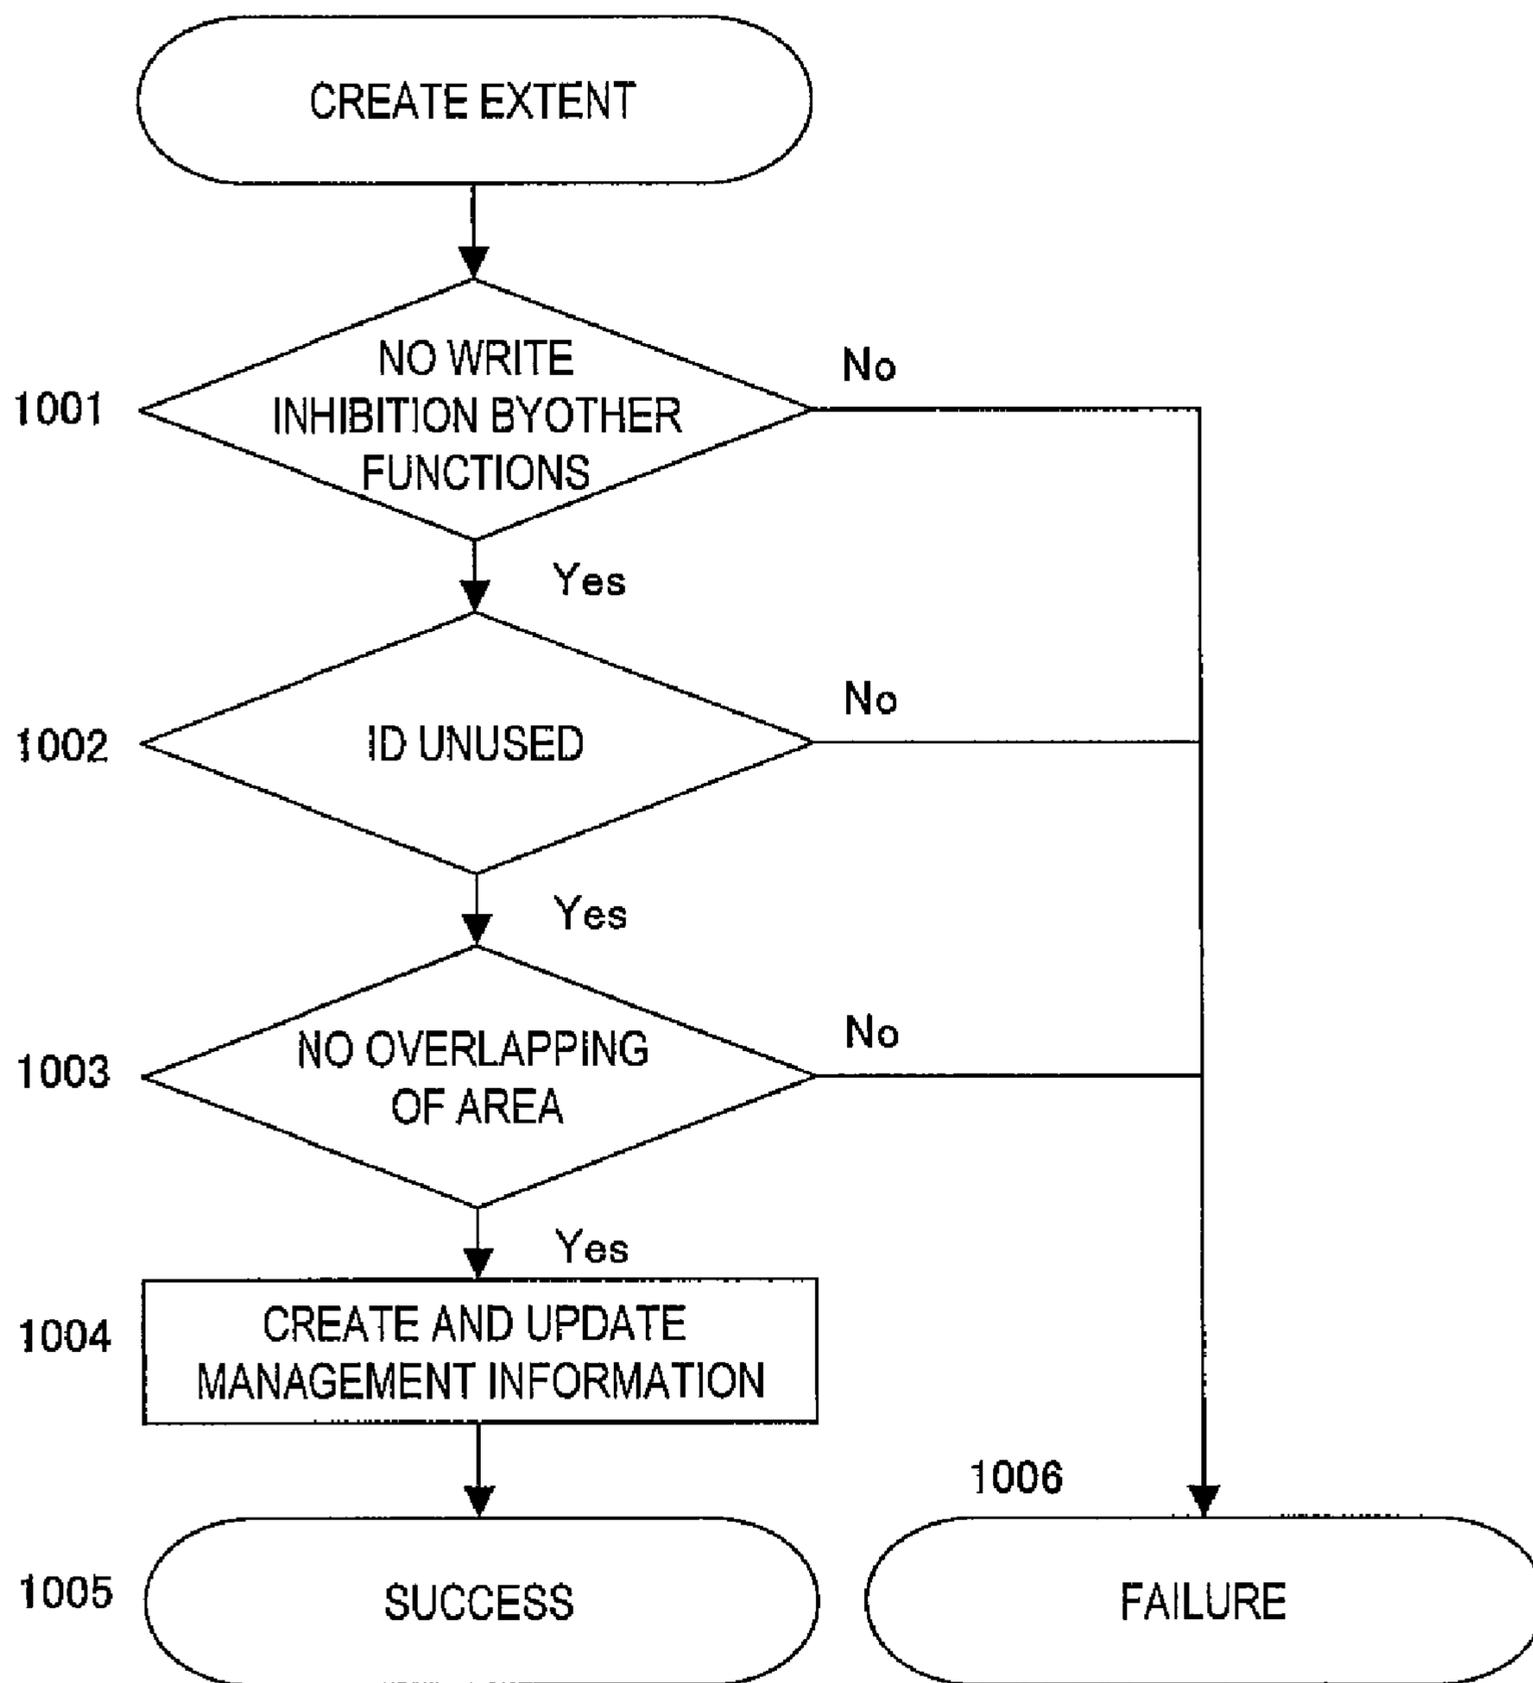 CREATE EXTENT
NO WRITE
No
1001
INHIBITION BYOTHER
FUNCTIONS
Yes
No
1002
ID UNUSED
Yes
No
1003
NO OVERLAPPING
OF AREA
Yes
1004
CREATE AND UPDATE
MANAGEMENT INFORMATION
1006
1005
SUCCESS
FAILURE